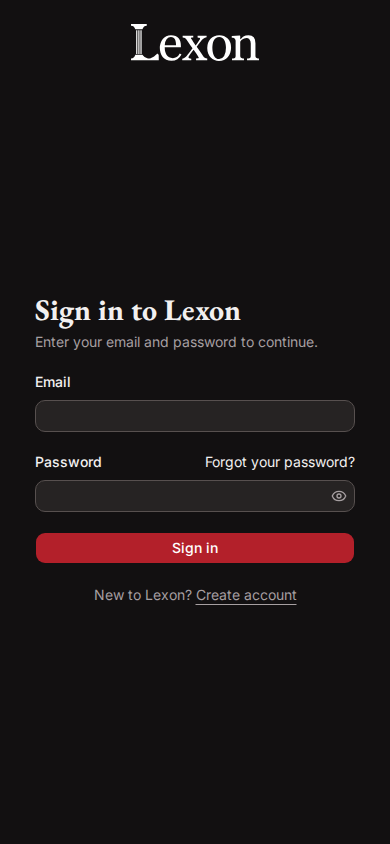 Lexon
Sign in to Lexon
Enter your email and password to continue.
Email
Password Forgot your password?
Sign in
New to Lexon? Create account